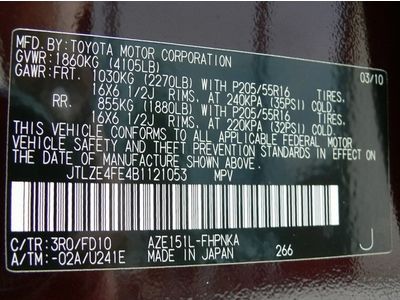 MFD.BY:TOYOTA MOTOR CORPORATION 03/10
GVWR:1860KG (4105LB)
GAWR:FRT. 1030KG (2270LB) WITH P205/55R16 TIRES.
16X6 1/2J RIMS, AT 240KPA (35PSI) COLD.
RR. 855KG (1880LB) WITH P205/55R16 TIRES.
16X6 1/2J RIMS, AT 220KPA (32PSI) COLD.
THIS VEHICLE CONFORMS TO ALL APPLICABLE FEDERAL MOTOR
VEHICLE SAFETY, BUMPER, AND THEFT PREVENTION STANDARDS IN
EFFECT ON THE DATE OF MANUFACTURE SHOWN ABOVE.
JTLZE4FE4B1121053 MPV
C/TR:3R0/FD10 AZE151L-FHPNKA
A/TM:-02A/U241E MADE IN JAPAN 266 J